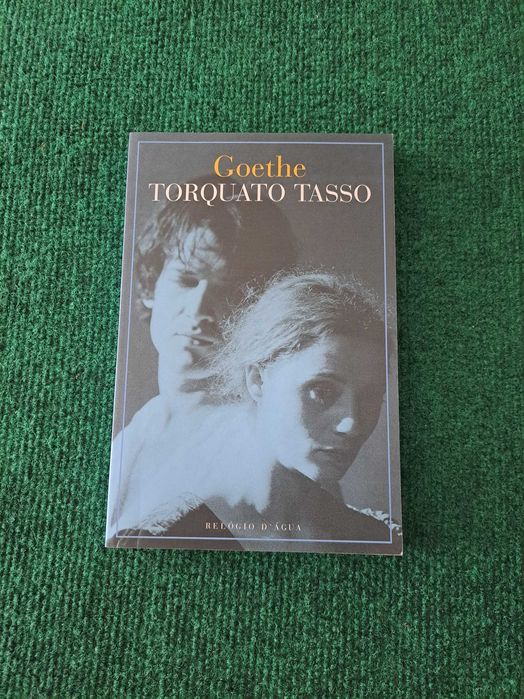 Goethe
TORQUATO TASSO
RELÓGIO D'ÁGUA